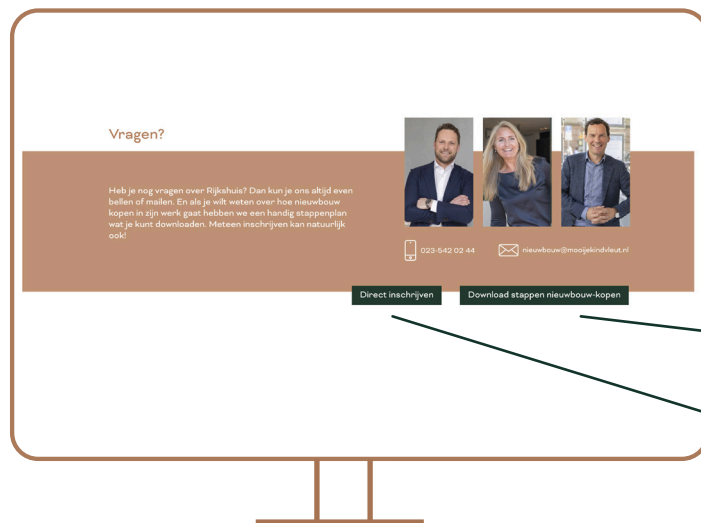 Vragen?
Heb je nog vragen over Rijkshuis? Dan kun je ons altijd even
bellen of mailen. En als je wilt weten over hoe nieuwbouw
kopen in zijn werk gaat hebben we een handig stappenplan
wat je kunt downloaden. Meteen inschrijven kan natuurlijk
ook!
023-542 02 44
nieuwbouw@mooijekindvleut.nl
Direct inschrijven
Download stappen nieuwbouw-kopen